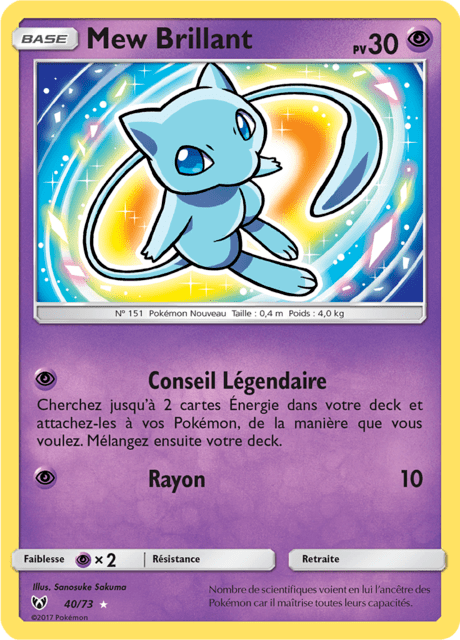 BASE Mew Brillant PV30
N° 151 Pokémon Nouveau Taille : 0,4 m Poids : 4,0 kg
Conseil Légendaire
Cherchez jusqu'à 2 cartes Énergie dans votre deck et
attachez-les à vos Pokémon, de la manière que vous
voulez. Mélangez ensuite votre deck.
Rayon 10
Faiblesse ×2 Résistance Retraite
Illus. Sanosuke Sakuma
40/73
©2017 Pokémon
Nombre de scientifiques voient en lui l'ancêtre des
Pokémon car il maîtrise toutes leurs capacités.